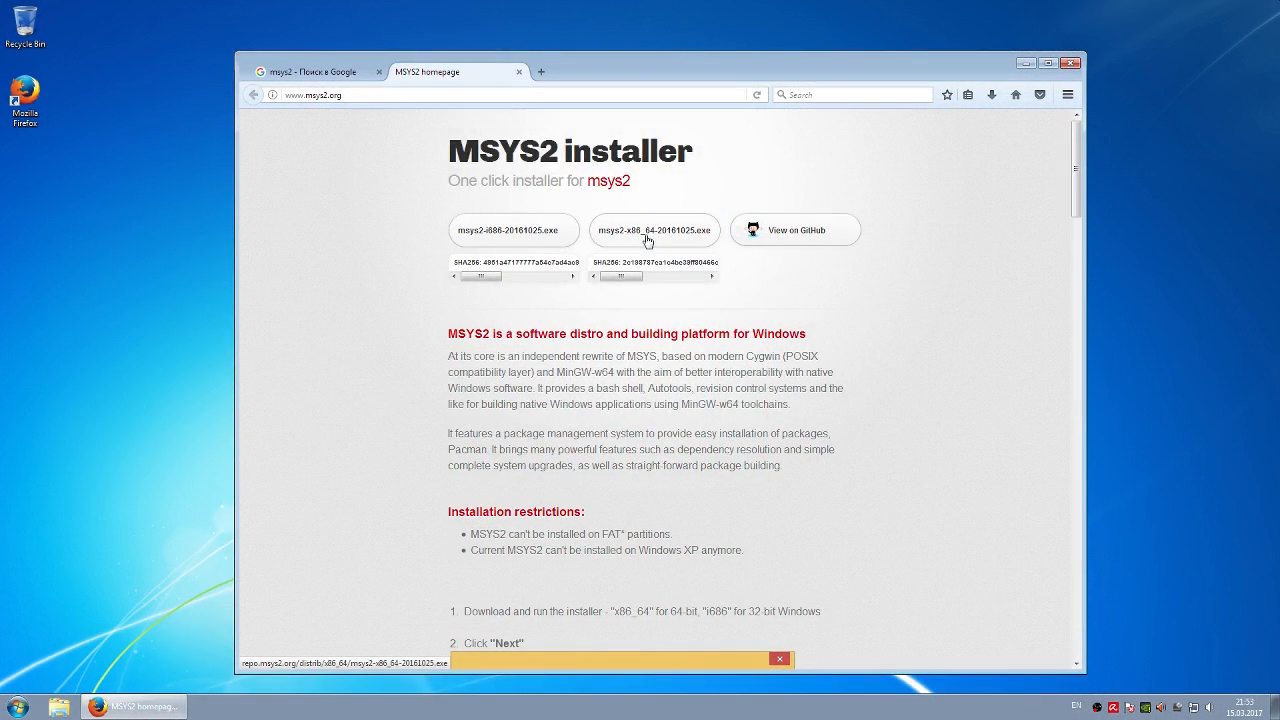 Recycle Bin
Mozilla
Firefox
msys2 - Поиск в Google
MSYS2 homepage
www.msys2.org
Search
MSYS2 installer
One click installer for msys2
msys2-i686-20161025.exe
msys2-x86_64-20161025.exe
View on GitHub
MSYS2 is a software distro and building platform for Windows
At its core is an independent rewrite of MSYS, based on modern Cygwin (POSIX
compatibility layer) and MinGW-w64 with the aim of better interoperability with native
Windows software. It provides a bash shell, Autotools, revision control systems and the
like for building native Windows applications using MinGW-w64 toolchains.
It features a package management system to provide easy installation of packages,
Pacman. It brings many powerful features such as dependency resolution and simple
complete system upgrades, as well as straight-forward package building.
Installation restrictions:
MSYS2 can't be installed on FAT* partitions.
Current MSYS2 can't be installed on Windows XP anymore.
1. Download and run the installer - "x86_64" for 64-bit, "i686" for 32-bit Windows
2. Click "Next"
repo.msys2.org/distrib/x86_64/msys2-x86_64-20161025.exe
MSYS2 homepag...
EN
21:53
15.03.2017